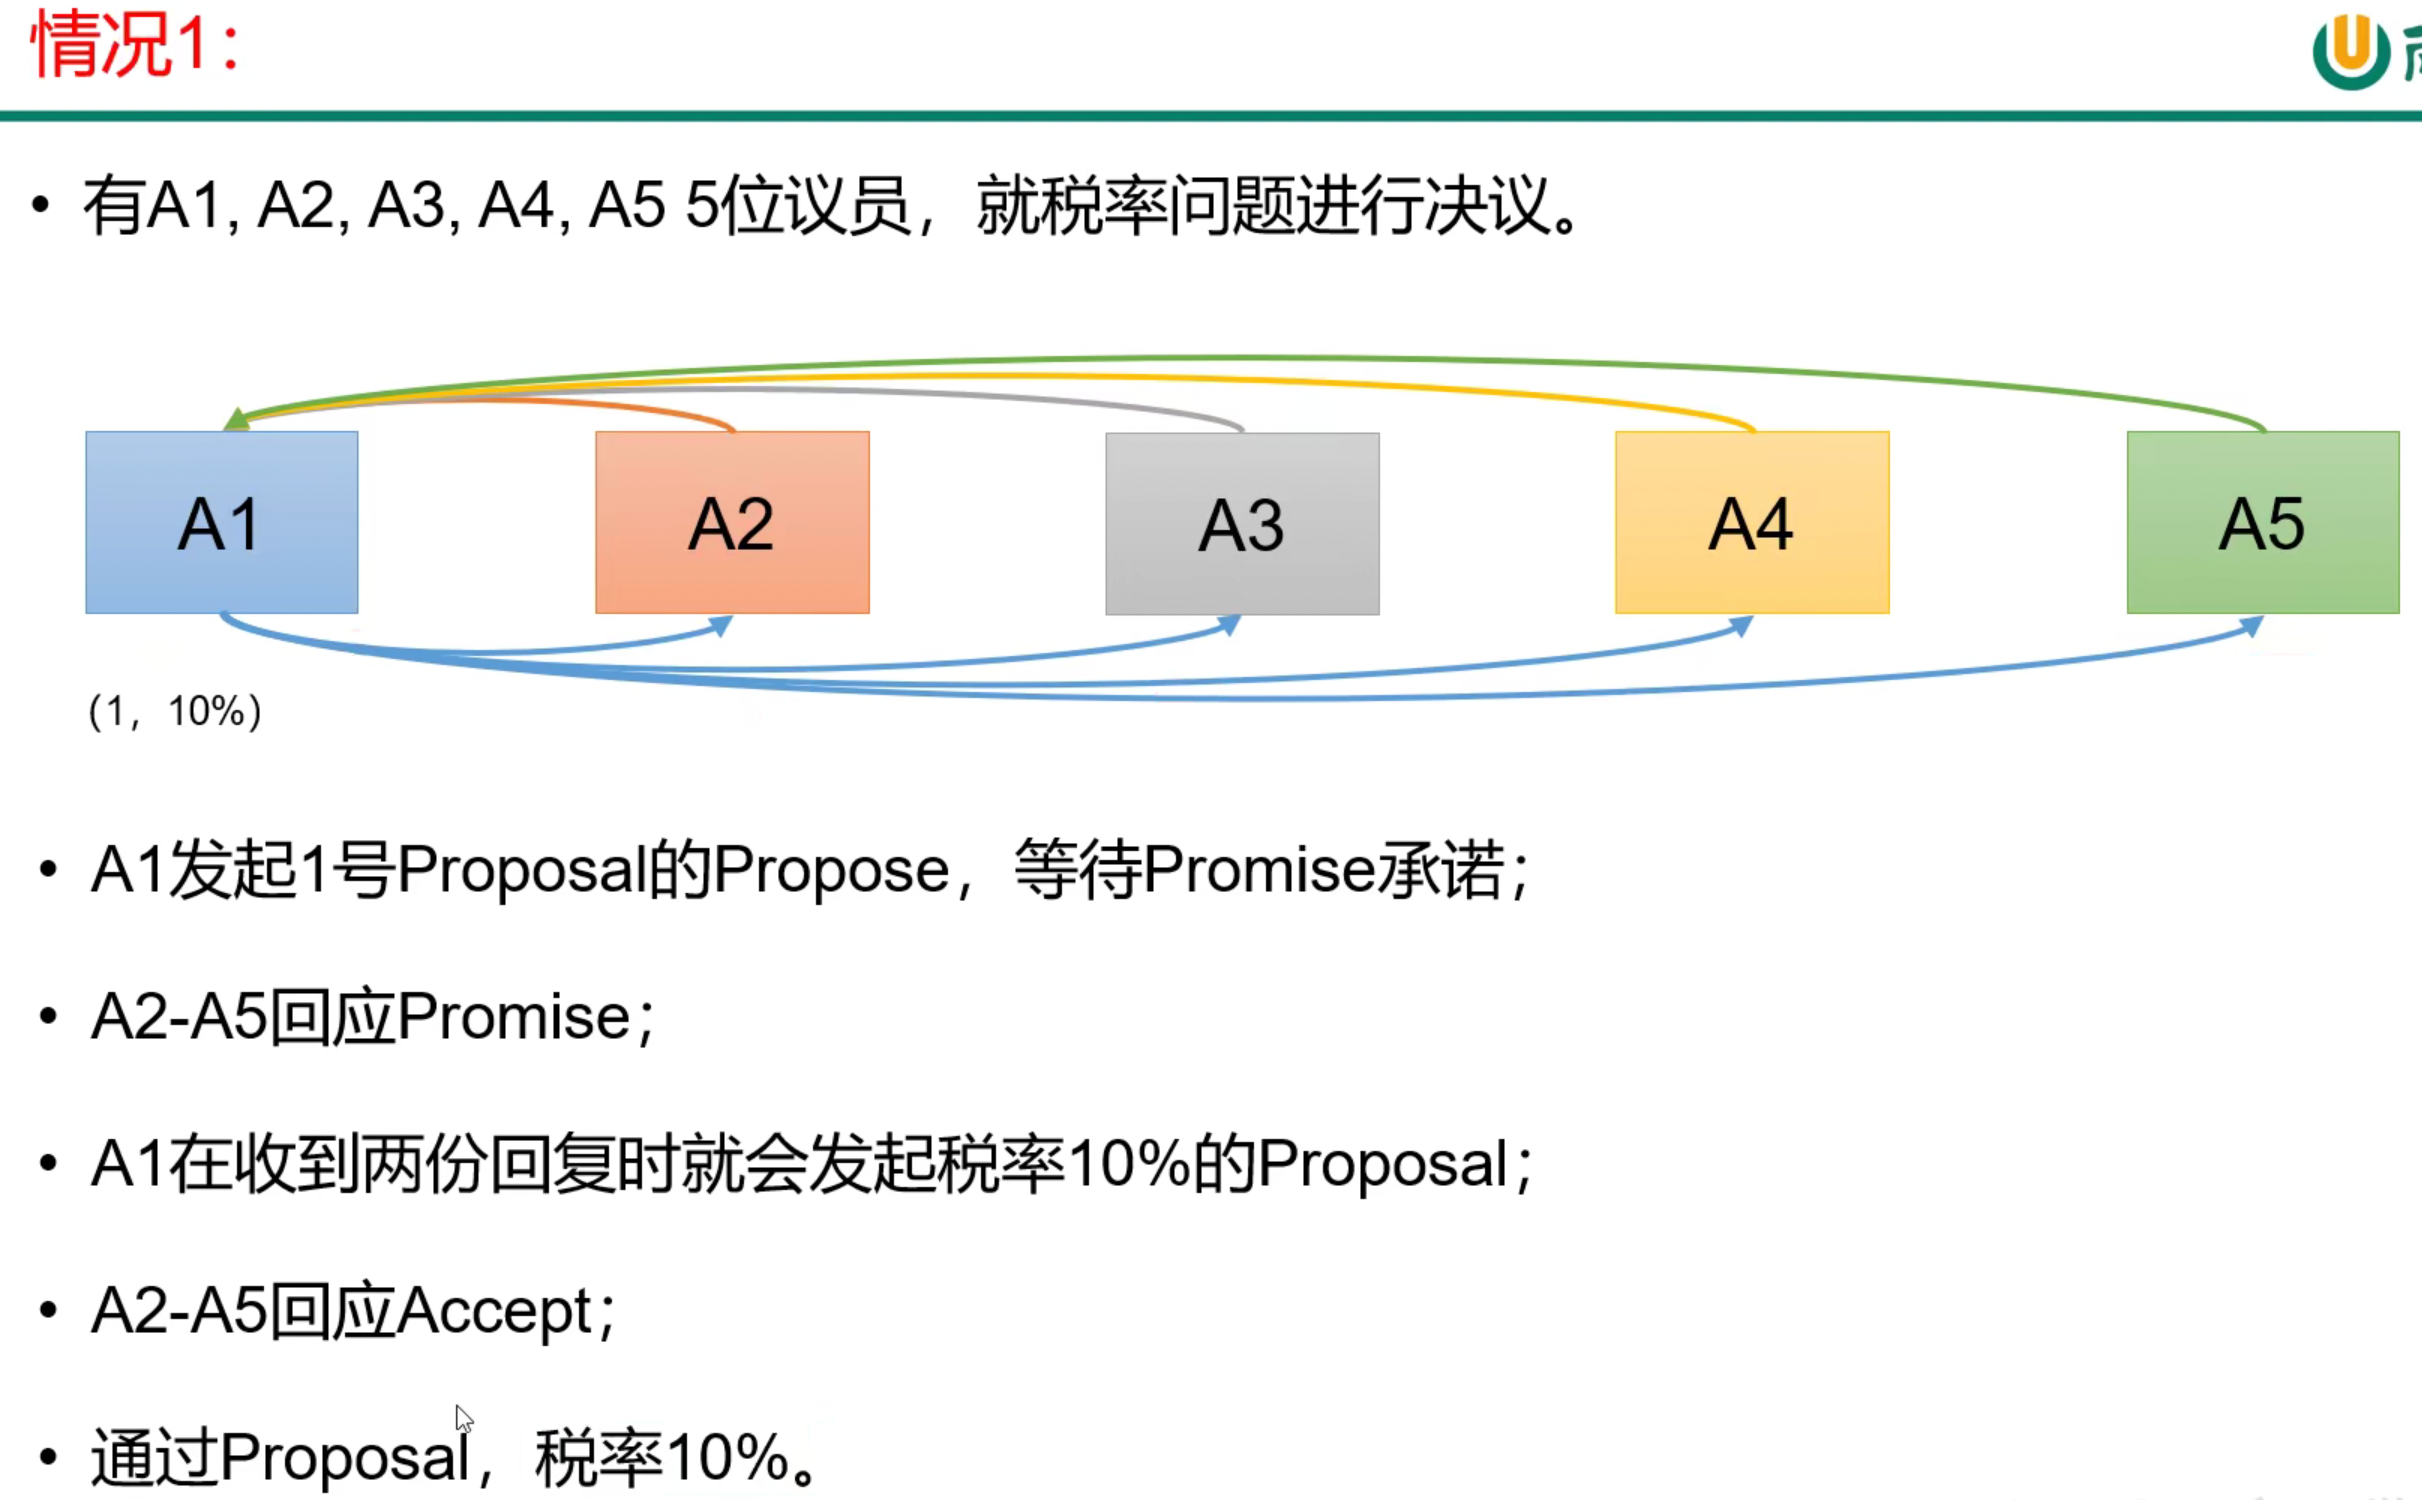 情况1：
• 有A1, A2, A3, A4, A5 5位议员，就税率问题进行决议。
A1 A2 A3 A4 A5
(1, 10%)
• A1发起1号Proposal的Propose，等待Promise承诺；
• A2-A5回应Promise；
• A1在收到两份回复时就会发起税率10%的Proposal；
• A2-A5回应Accept；
• 通过Proposal，税率10%。